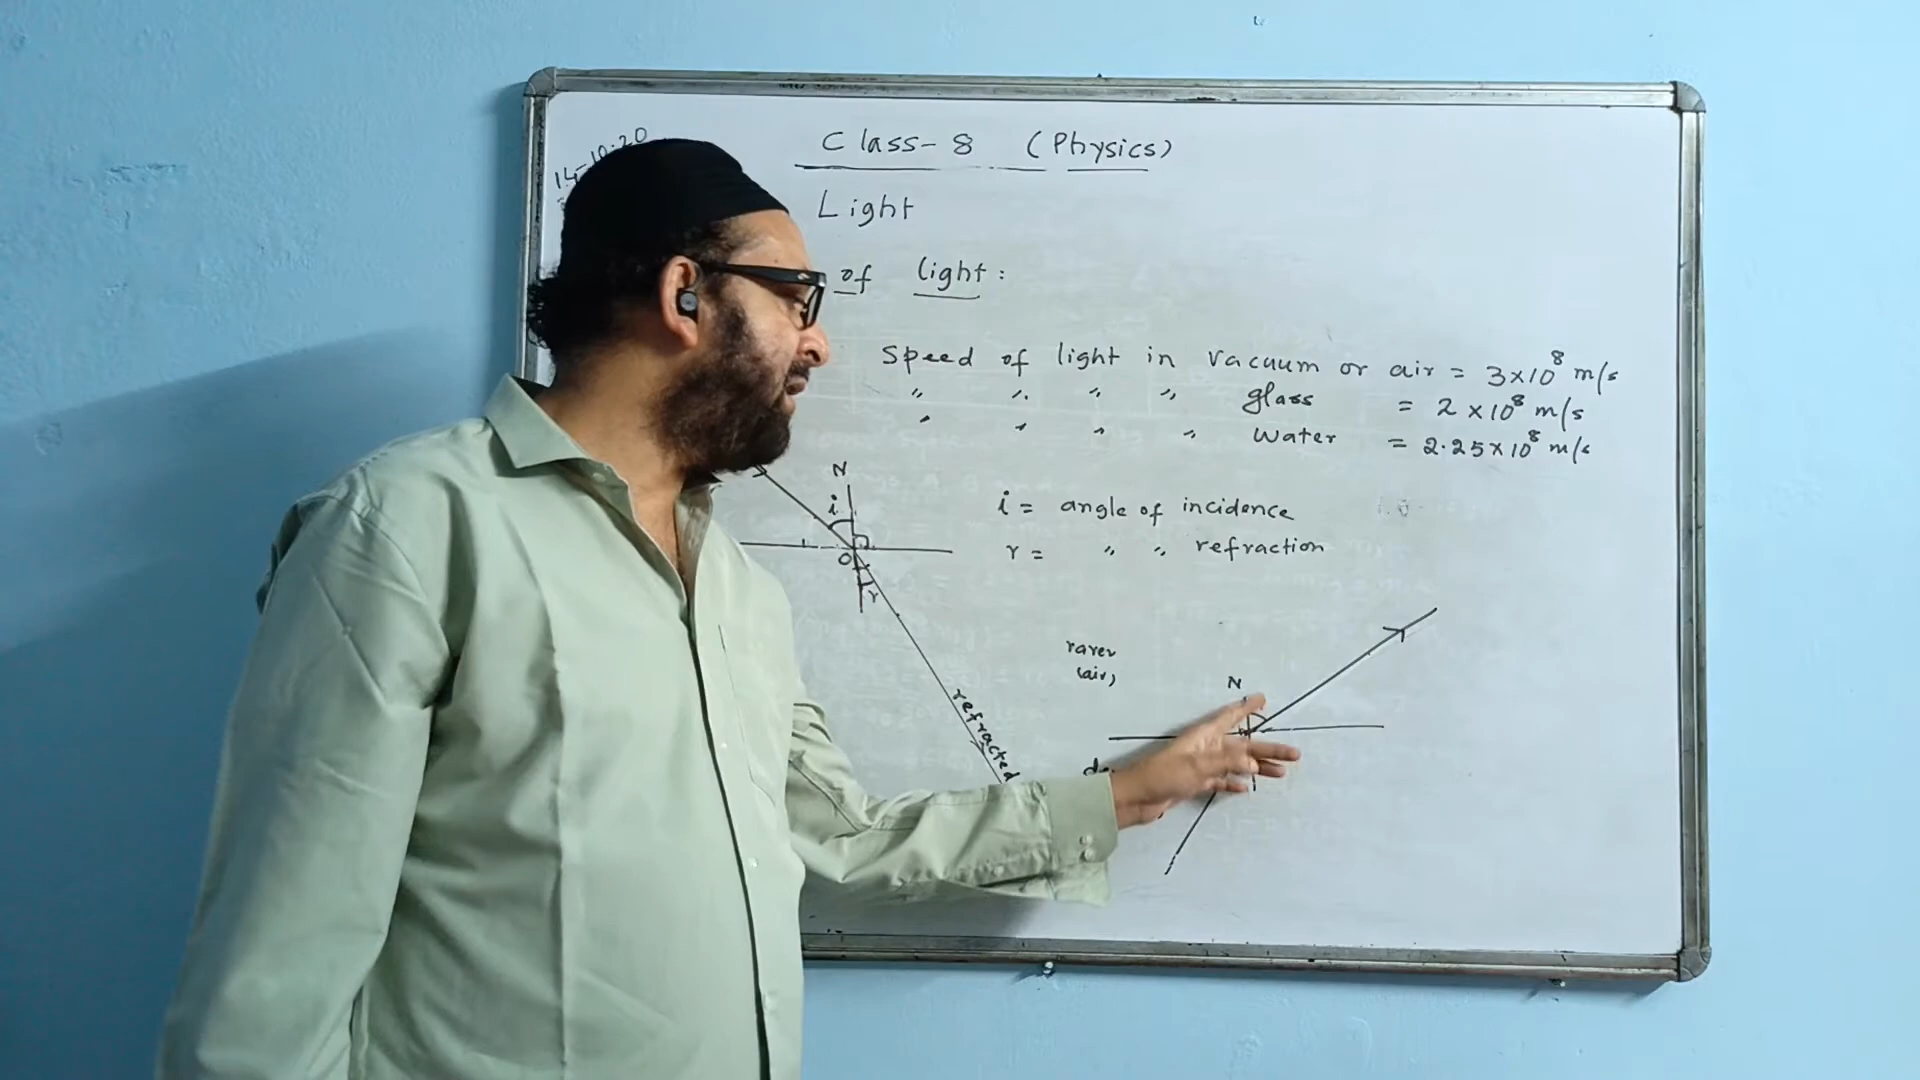 14-10-20
Class-8 (Physics)
Light
of light:
Speed of light in vacuum or air = 3×10⁸ m/s
" " " " glass = 2×10⁸ m/s
" " " " water = 2.25×10⁸ m/s
N
i
O
r
refracted
i = angle of incidence
r = " " refraction
rarer
(air)
N